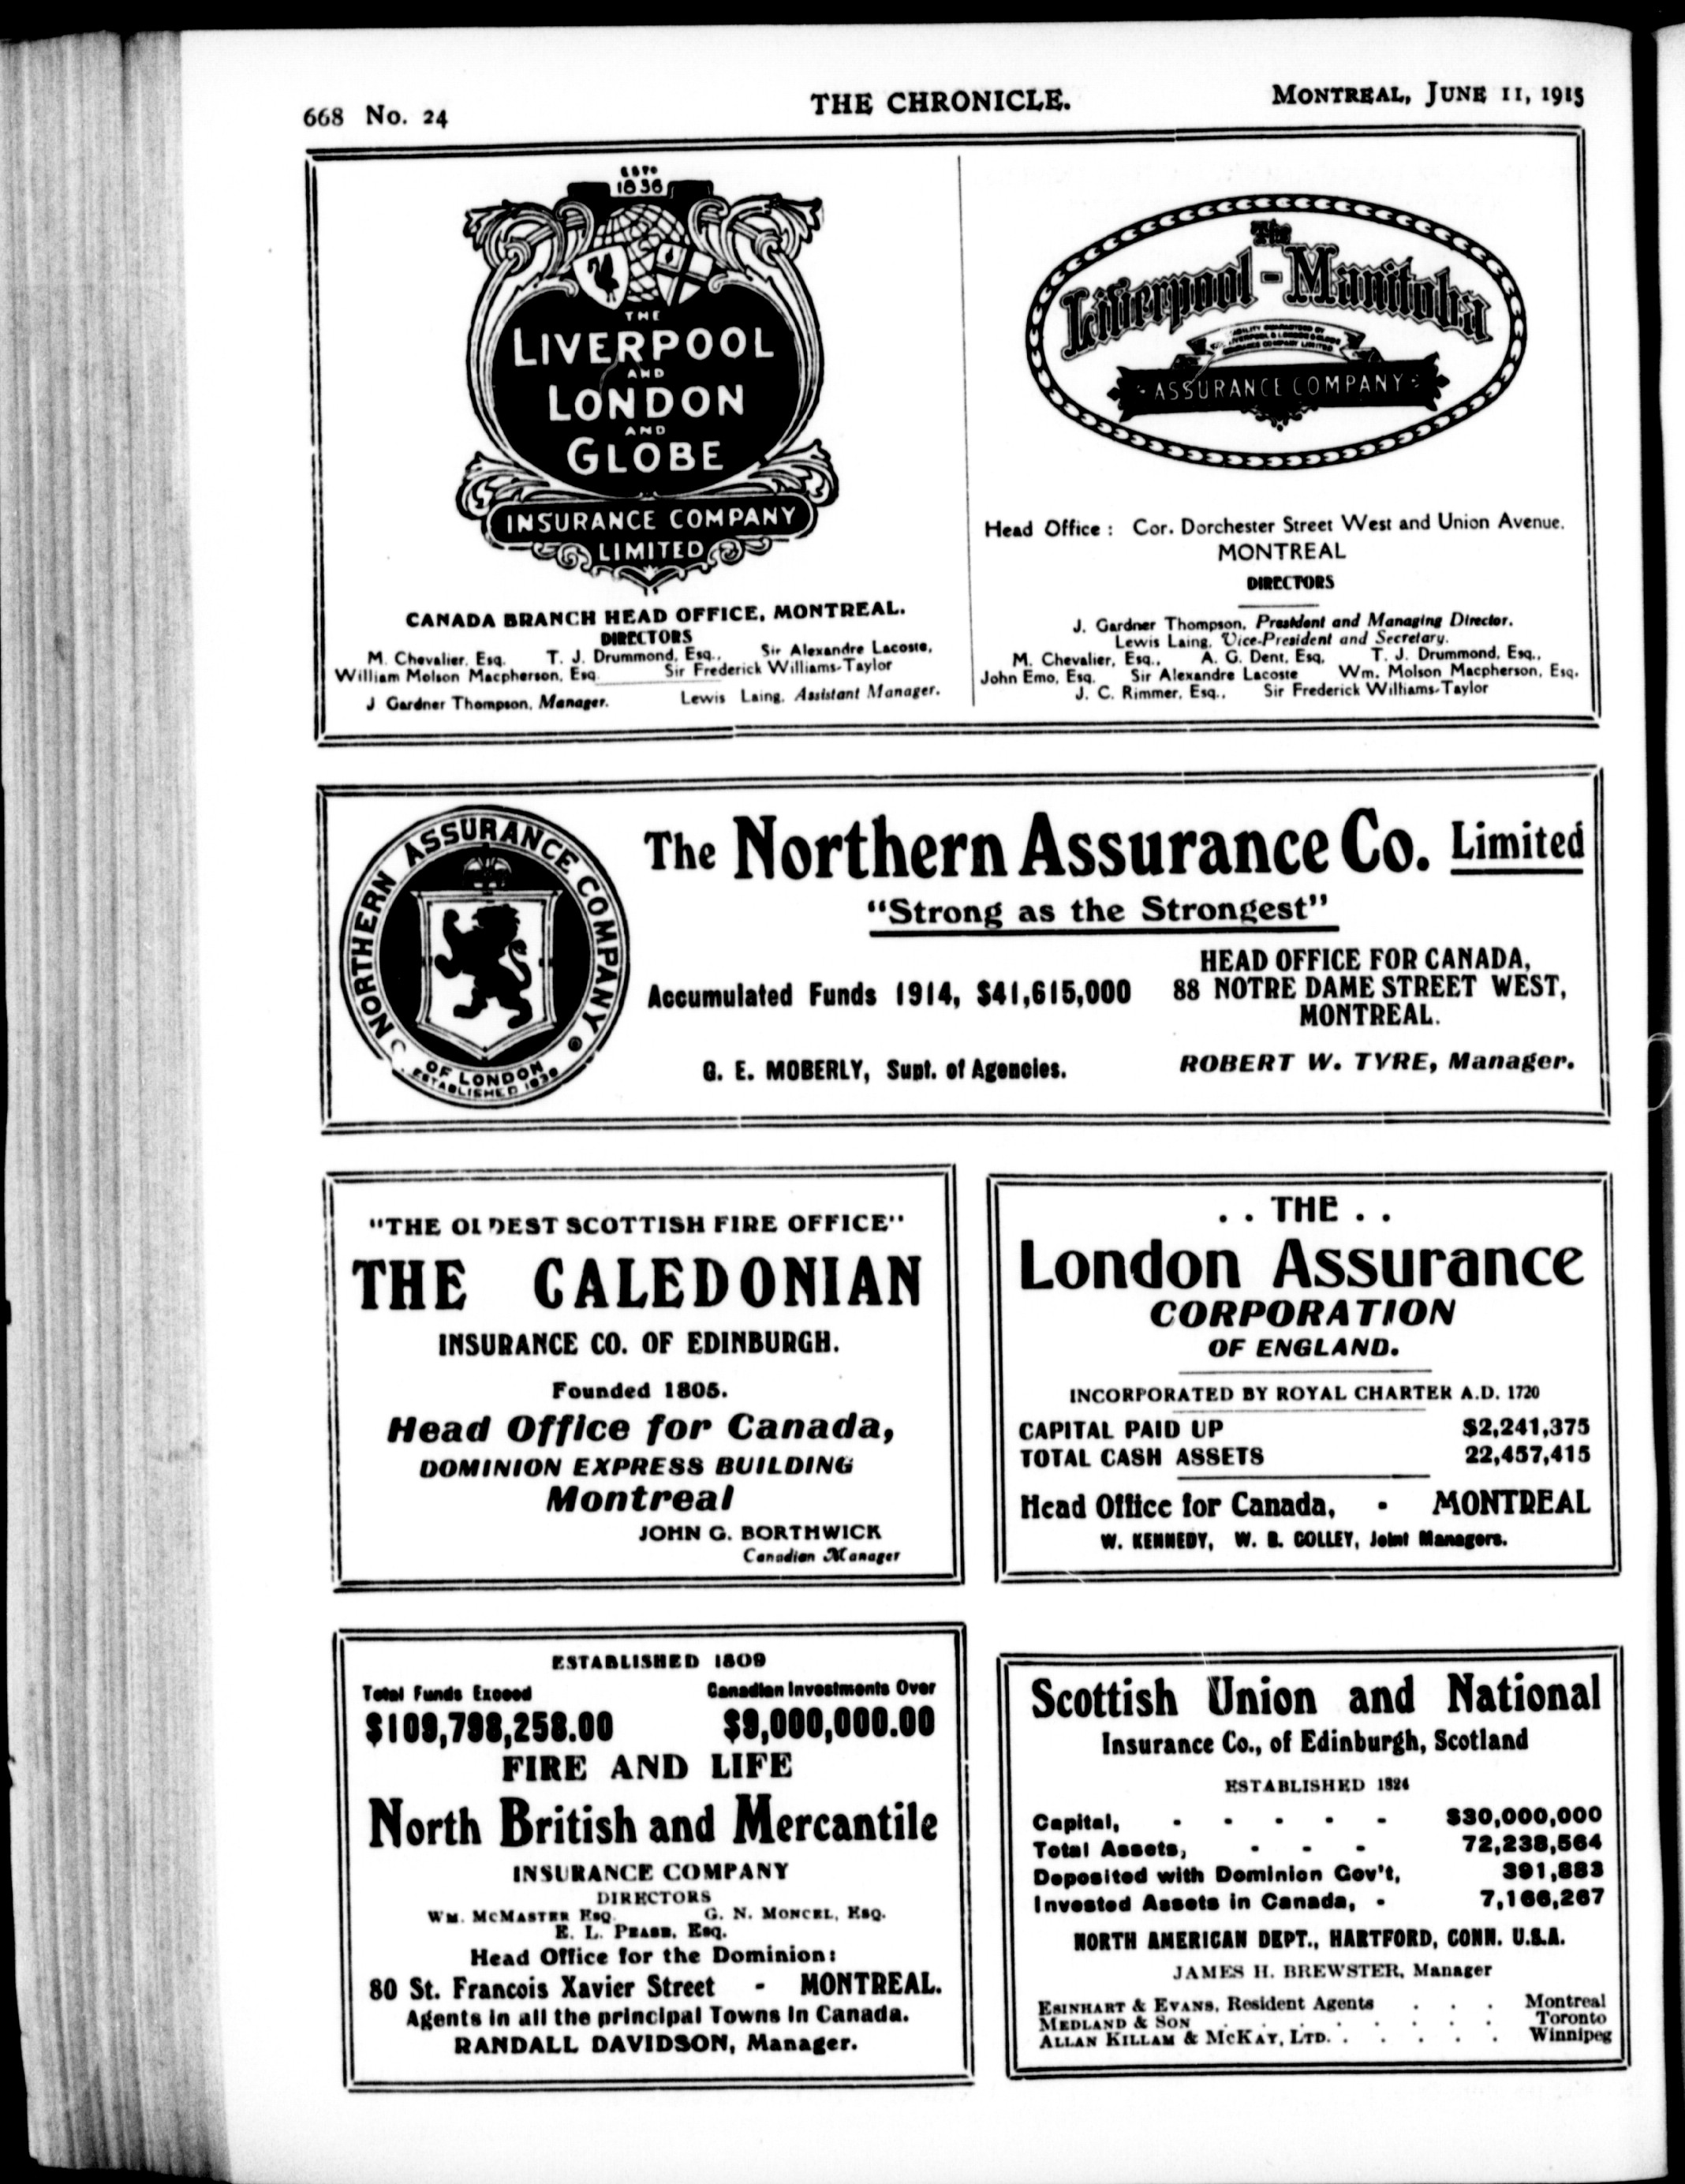 668 No. 24
THE CHRONICLE.
MONTREAL, JUNE 11, 1915
ESTD
1836
THE
LIVERPOOL
AND
LONDON
AND
GLOBE
INSURANCE COMPANY
LIMITED
CANADA BRANCH HEAD OFFICE, MONTREAL.
DIRECTORS
M. Chevalier, Esq. T. J. Drummond, Esq., Sir Alexandre Lacoste,
William Molson Macpherson, Esq. Sir Frederick Williams-Taylor
J Gardner Thompson, Manager. Lewis Laing, Assistant Manager.
The
Liverpool-Manitoba
ASSURANCE COMPANY
Head Office : Cor. Dorchester Street West and Union Avenue.
MONTREAL
DIRECTORS
J. Gardner Thompson, President and Managing Director.
Lewis Laing, Vice-President and Secretary.
M. Chevalier, Esq., A. G. Dent, Esq, T. J. Drummond, Esq.,
John Emo, Esq. Sir Alexandre Lacoste Wm. Molson Macpherson, Esq.
J. C. Rimmer, Esq., Sir Frederick Williams-Taylor
NORTHERN ASSURANCE COMPANY
OF LONDON
ESTABLISHED 1836
The Northern Assurance Co. Limited
"Strong as the Strongest"
Accumulated Funds 1914, $41,615,000
HEAD OFFICE FOR CANADA,
88 NOTRE DAME STREET WEST,
MONTREAL.
G. E. MOBERLY, Supt. of Agencies.
ROBERT W. TYRE, Manager.
"THE OLDEST SCOTTISH FIRE OFFICE"
THE CALEDONIAN
INSURANCE CO. OF EDINBURGH.
Founded 1805.
Head Office for Canada,
DOMINION EXPRESS BUILDING
Montreal
JOHN G. BORTHWICK
Canadian Manager
. . THE . .
London Assurance
CORPORATION
OF ENGLAND.
INCORPORATED BY ROYAL CHARTER A.D. 1720
CAPITAL PAID UP $2,241,375
TOTAL CASH ASSETS 22,457,415
Head Office for Canada, - MONTREAL
W. KENNEDY, W. B. COLLEY, Joint Managers.
ESTABLISHED 1809
Total Funds Exceed Canadian Investments Over
$109,798,258.00 $9,000,000.00
FIRE AND LIFE
North British and Mercantile
INSURANCE COMPANY
DIRECTORS
WM. MCMASTER ESQ. G. N. MONCEL, ESQ.
E. L. PEASE, ESQ.
Head Office for the Dominion:
80 St. Francois Xavier Street - MONTREAL.
Agents in all the principal Towns in Canada.
RANDALL DAVIDSON, Manager.
Scottish Union and National
Insurance Co., of Edinburgh, Scotland
ESTABLISHED 1824
Capital, - - - - - $30,000,000
Total Assets, - - - 72,238,564
Deposited with Dominion Gov't, 391,883
Invested Assets in Canada, - 7,166,267
NORTH AMERICAN DEPT., HARTFORD, CONN. U.S.A.
JAMES H. BREWSTER, Manager
ESINHART & EVANS, Resident Agents . . . Montreal
MEDLAND & SON . . . . . . . Toronto
ALLAN KILLAM & MCKAY, LTD. . . . . . Winnipeg